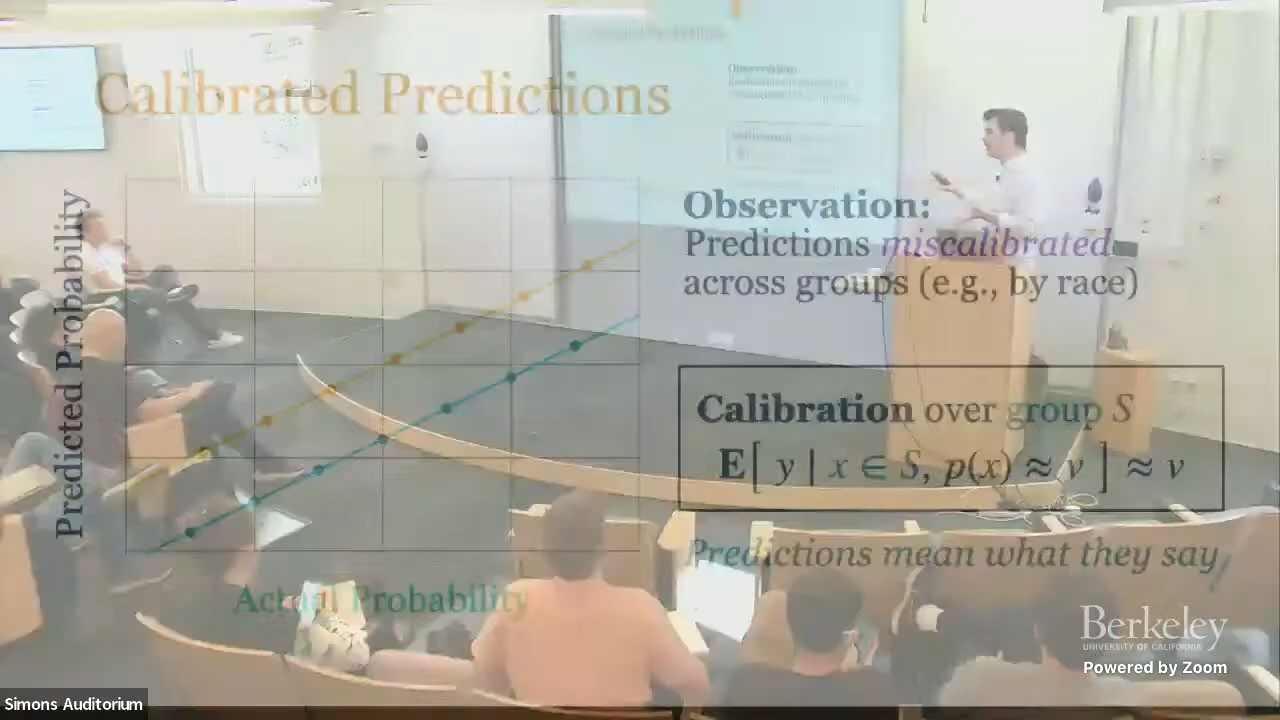 Calibrated Predictions
Predicted Probability
Actual Probability
Observation:
Predictions miscalibrated
across groups (e.g., by race)
Calibration over group S
E[ y | x ∈ S, p(x) ≈ v ] ≈ v
Predictions mean what they say
Berkeley
UNIVERSITY OF CALIFORNIA
Powered by Zoom
Simons Auditorium